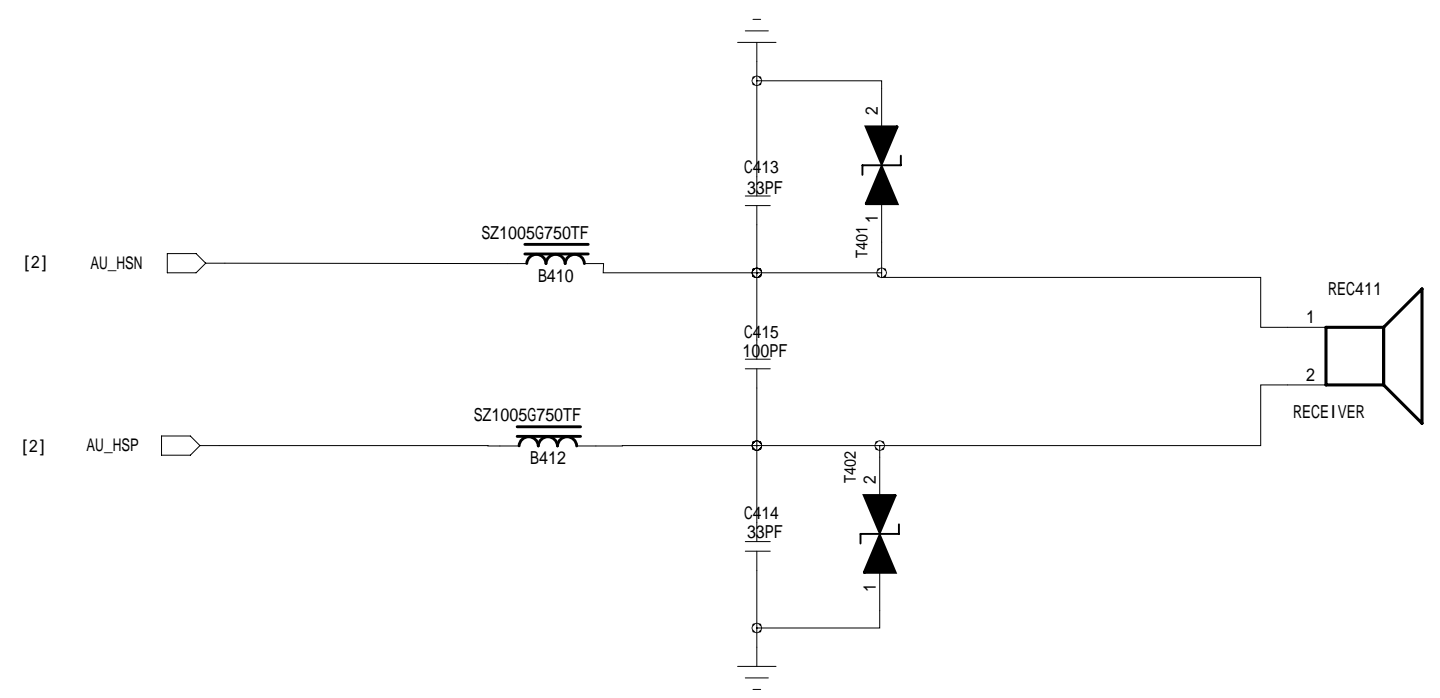 2
C413
33PF
1
T401
SZ1005G750TF
[2] AU_HSN
B410
REC411
1
C415
100PF
2
RECEIVER
SZ1005G750TF
[2] AU_HSP
B412
T402
2
C414
33PF
1